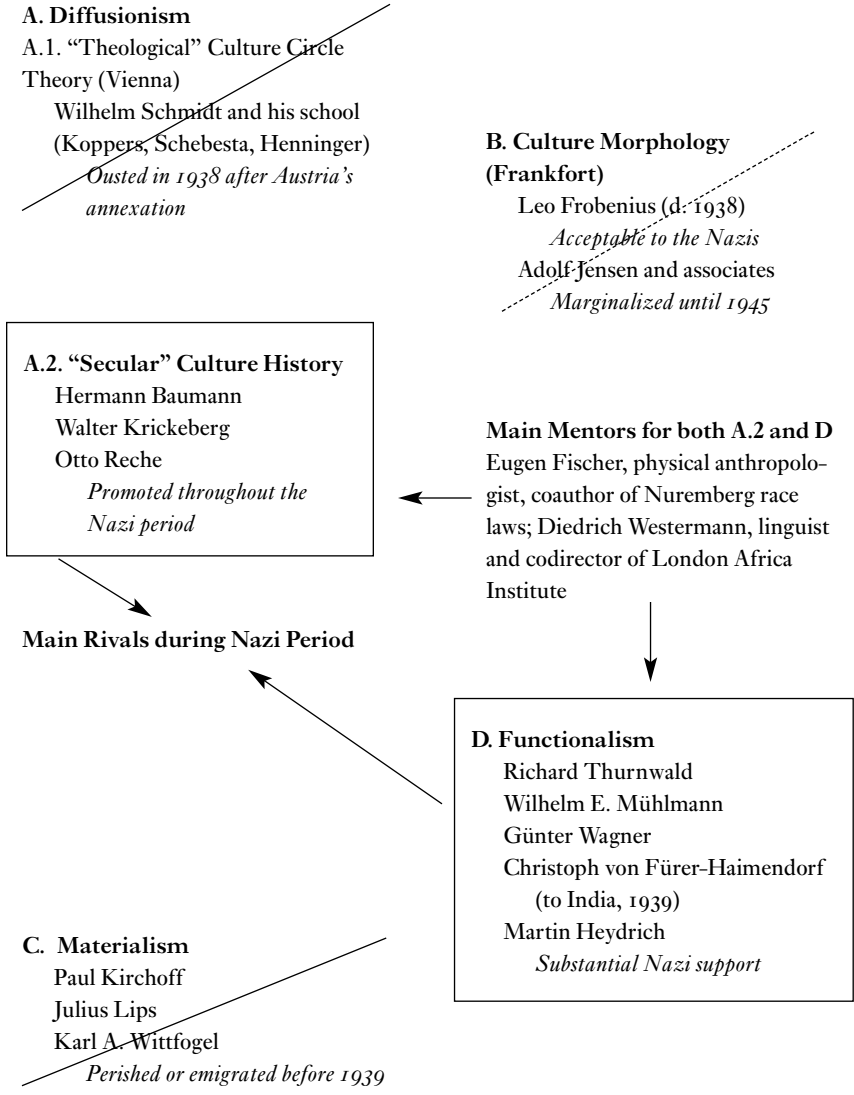 A. Diffusionism
A.1. “Theological” Culture Circle
Theory (Vienna)
Wilhelm Schmidt and his school
(Koppers, Schebesta, Henninger)
Ousted in 1938 after Austria’s
annexation
B. Culture Morphology
(Frankfort)
Leo Frobenius (d. 1938)
Acceptable to the Nazis
Adolf Jensen and associates
Marginalized until 1945
A.2. “Secular” Culture History
Hermann Baumann
Walter Krickeberg
Otto Reche
Promoted throughout the
Nazi period
Main Mentors for both A.2 and D
Eugen Fischer, physical anthropolo-
gist, coauthor of Nuremberg race
laws; Diedrich Westermann, linguist
and codirector of London Africa
Institute
Main Rivals during Nazi Period
D. Functionalism
Richard Thurnwald
Wilhelm E. Mühlmann
Günter Wagner
Christoph von Fürer-Haimendorf
(to India, 1939)
Martin Heydrich
Substantial Nazi support
C. Materialism
Paul Kirchoff
Julius Lips
Karl A. Wittfogel
Perished or emigrated before 1939